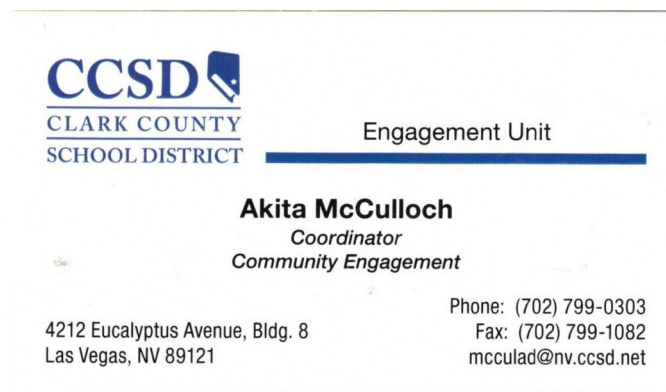 CCSD
CLARK COUNTY
SCHOOL DISTRICT
Engagement Unit
Akita McCulloch
Coordinator
Community Engagement
4212 Eucalyptus Avenue, Bldg. 8
Las Vegas, NV 89121
Phone: (702) 799-0303
Fax: (702) 799-1082
mcculad@nv.ccsd.net